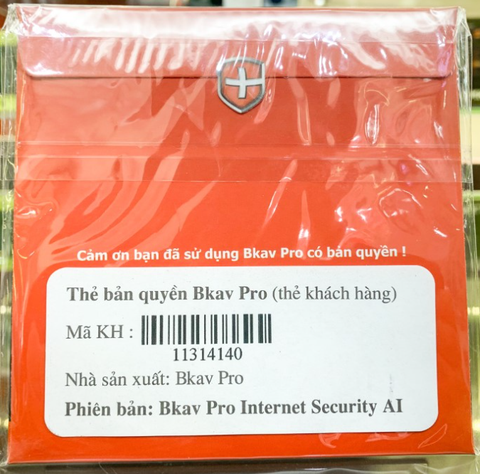 Cảm ơn bạn đã sử dụng Bkav Pro có bản quyền !
Thẻ bản quyền Bkav Pro (thẻ khách hàng)
Mã KH :
11314140
Nhà sản xuất: Bkav Pro
Phiên bản: Bkav Pro Internet Security AI